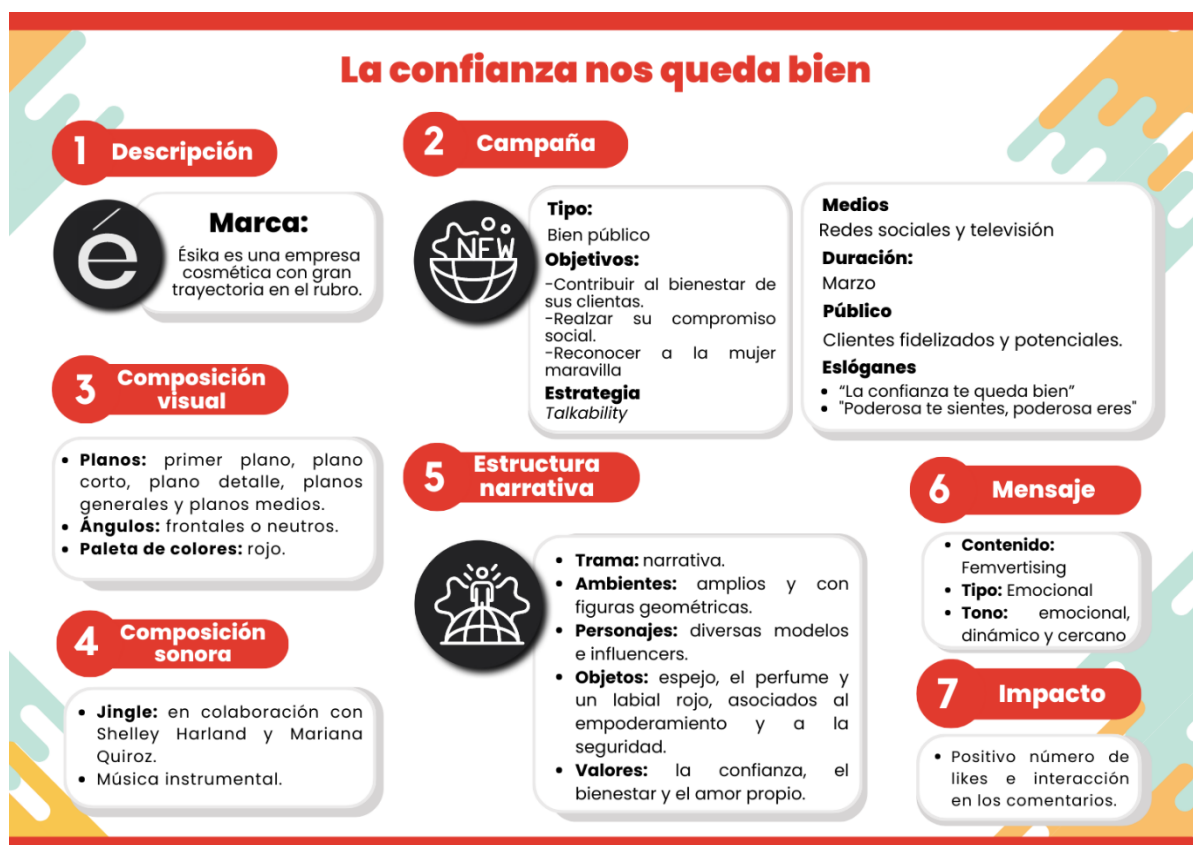 La confianza nos queda bien
1 Descripción
é
Marca:
Ésika es una empresa
cosmética con gran
trayectoria en el rubro.
2 Campaña
NEW
Tipo:
Bien público
Objetivos:
-Contribuir al bienestar de
sus clientas.
-Realzar su compromiso
social.
-Reconocer a la mujer
maravilla
Estrategia
Talkability
Medios
Redes sociales y televisión
Duración:
Marzo
Público
Clientes fidelizados y potenciales.
Eslóganes
• “La confianza te queda bien”
• "Poderosa te sientes, poderosa eres"
3 Composición
visual
• Planos: primer plano, plano
corto, plano detalle, planos
generales y planos medios.
• Ángulos: frontales o neutros.
• Paleta de colores: rojo.
4 Composición
sonora
• Jingle: en colaboración con
Shelley Harland y Mariana
Quiroz.
• Música instrumental.
5 Estructura
narrativa
• Trama: narrativa.
• Ambientes: amplios y con
figuras geométricas.
• Personajes: diversas modelos
e influencers.
• Objetos: espejo, el perfume y
un labial rojo, asociados al
empoderamiento y a la
seguridad.
• Valores: la confianza, el
bienestar y el amor propio.
6 Mensaje
• Contenido:
Femvertising
• Tipo: Emocional
• Tono: emocional,
dinámico y cercano
7 Impacto
• Positivo número de
likes e interacción
en los comentarios.